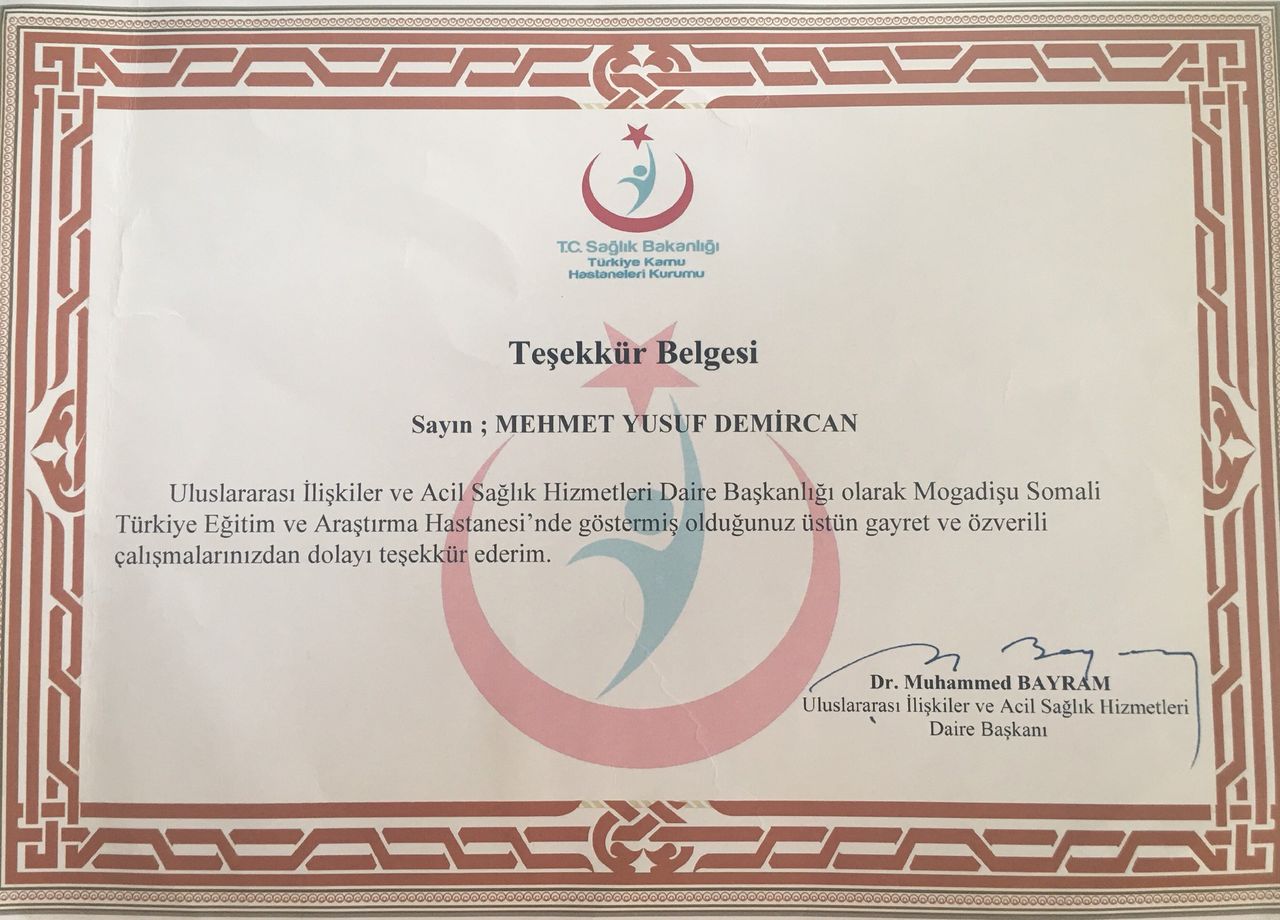 T.C. Sağlık Bakanlığı
Türkiye Kamu
Hastaneleri Kurumu
Teşekkür Belgesi
Sayın ; MEHMET YUSUF DEMİRCAN
Uluslararası İlişkiler ve Acil Sağlık Hizmetleri Daire Başkanlığı olarak Mogadişu Somali
Türkiye Eğitim ve Araştırma Hastanesi’nde göstermiş olduğunuz üstün gayret ve özverili
çalışmalarınızdan dolayı teşekkür ederim.
Dr. Muhammed BAYRAM
Uluslararası İlişkiler ve Acil Sağlık Hizmetleri
Daire Başkanı